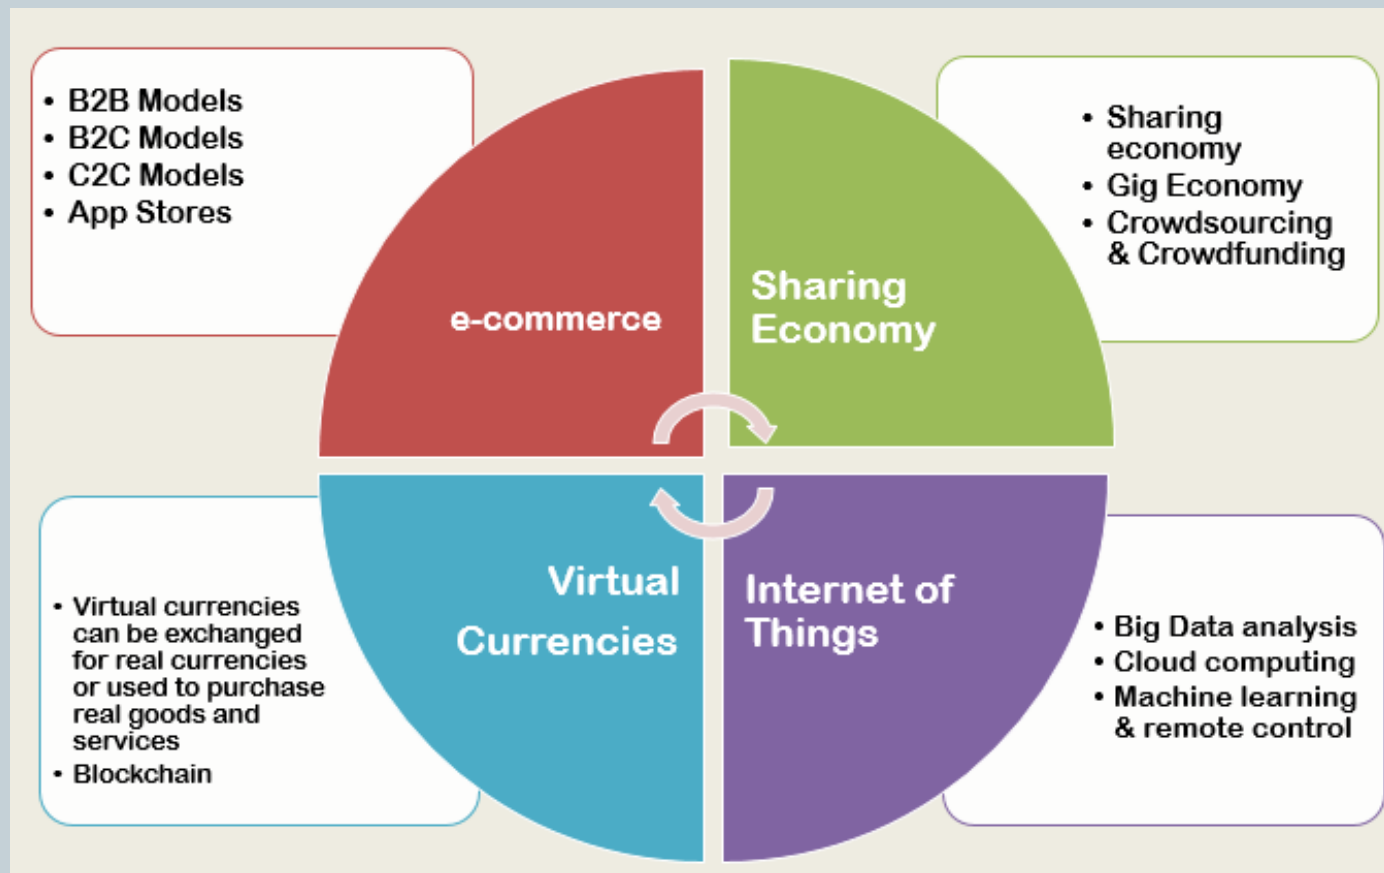 • B2B Models
• B2C Models
• C2C Models
• App Stores
e-commerce
Sharing
Economy
• Sharing
economy
• Gig Economy
• Crowdsourcing
& Crowdfunding
• Virtual currencies
can be exchanged
for real currencies
or used to purchase
real goods and
services
• Blockchain
Virtual
Currencies
Internet of
Things
• Big Data analysis
• Cloud computing
• Machine learning
& remote control